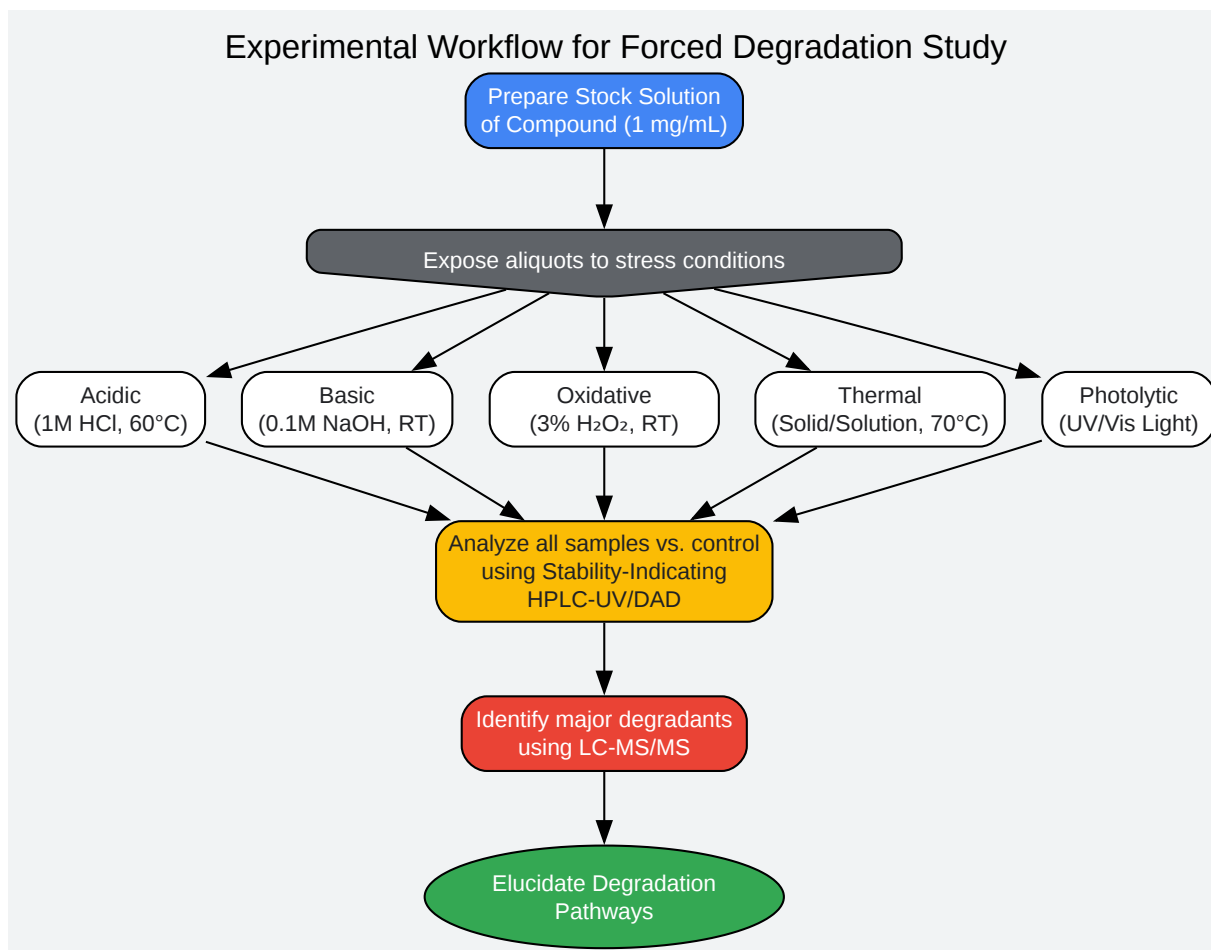 Experimental Workflow for Forced Degradation Study
Prepare Stock Solution
of Compound (1 mg/mL)
Expose aliquots to stress conditions
Acidic
(1M HCl, 60°C)
Basic
(0.1M NaOH, RT)
Oxidative
(3% H₂O₂, RT)
Thermal
(Solid/Solution, 70°C)
Photolytic
(UV/Vis Light)
Analyze all samples vs. control
using Stability-Indicating
HPLC-UV/DAD
Identify major degradants
using LC-MS/MS
Elucidate Degradation
Pathways